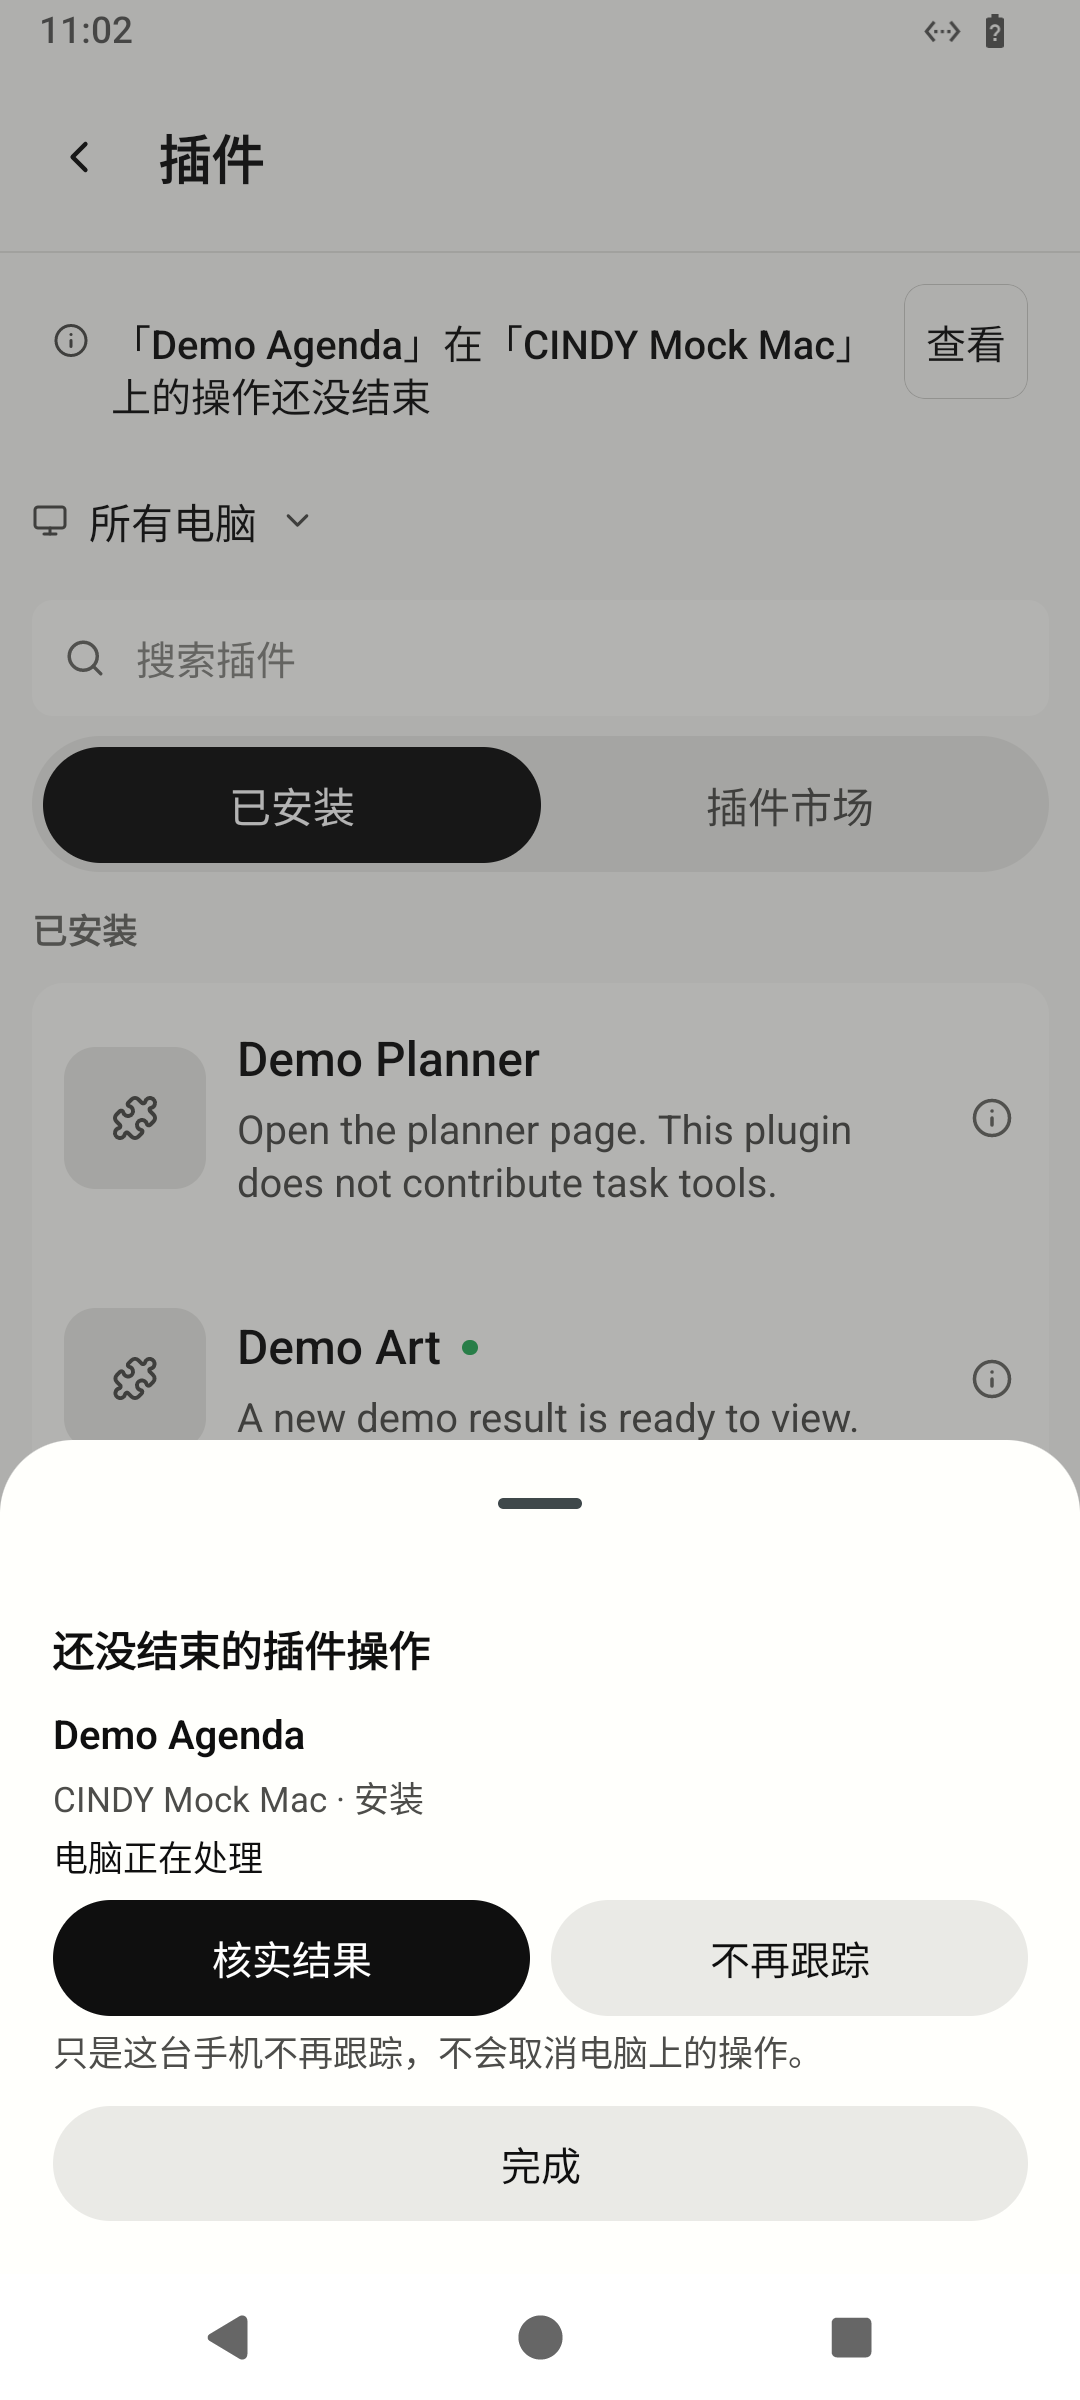 11:02
插件
「Demo Agenda」在「CINDY Mock Mac」
上的操作还没结束
查看
所有电脑
搜索插件
已安装
插件市场
已安装
Demo Planner
Open the planner page. This plugin
does not contribute task tools.
Demo Art
A new demo result is ready to view.
还没结束的插件操作
Demo Agenda
CINDY Mock Mac · 安装
电脑正在处理
核实结果
不再跟踪
只是这台手机不再跟踪，不会取消电脑上的操作。
完成